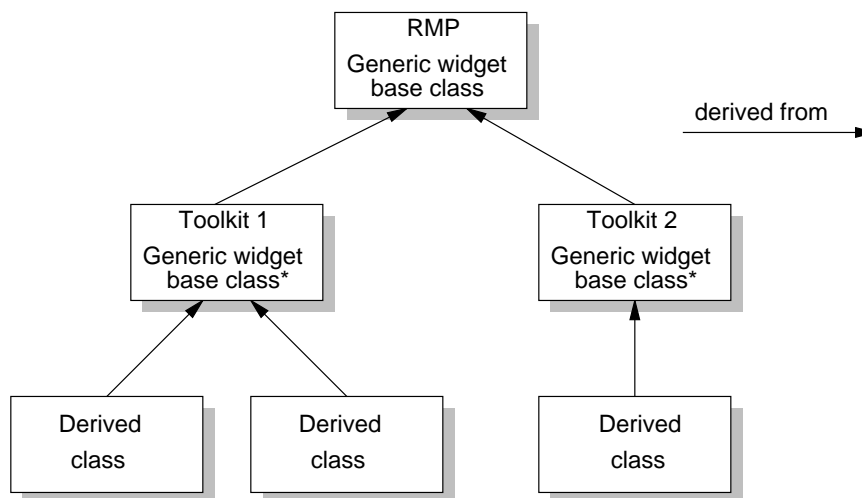 RMP
Generic widget
base class
derived from
Toolkit 1
Generic widget
base class*
Toolkit 2
Generic widget
base class*
Derived
class
Derived
class
Derived
class